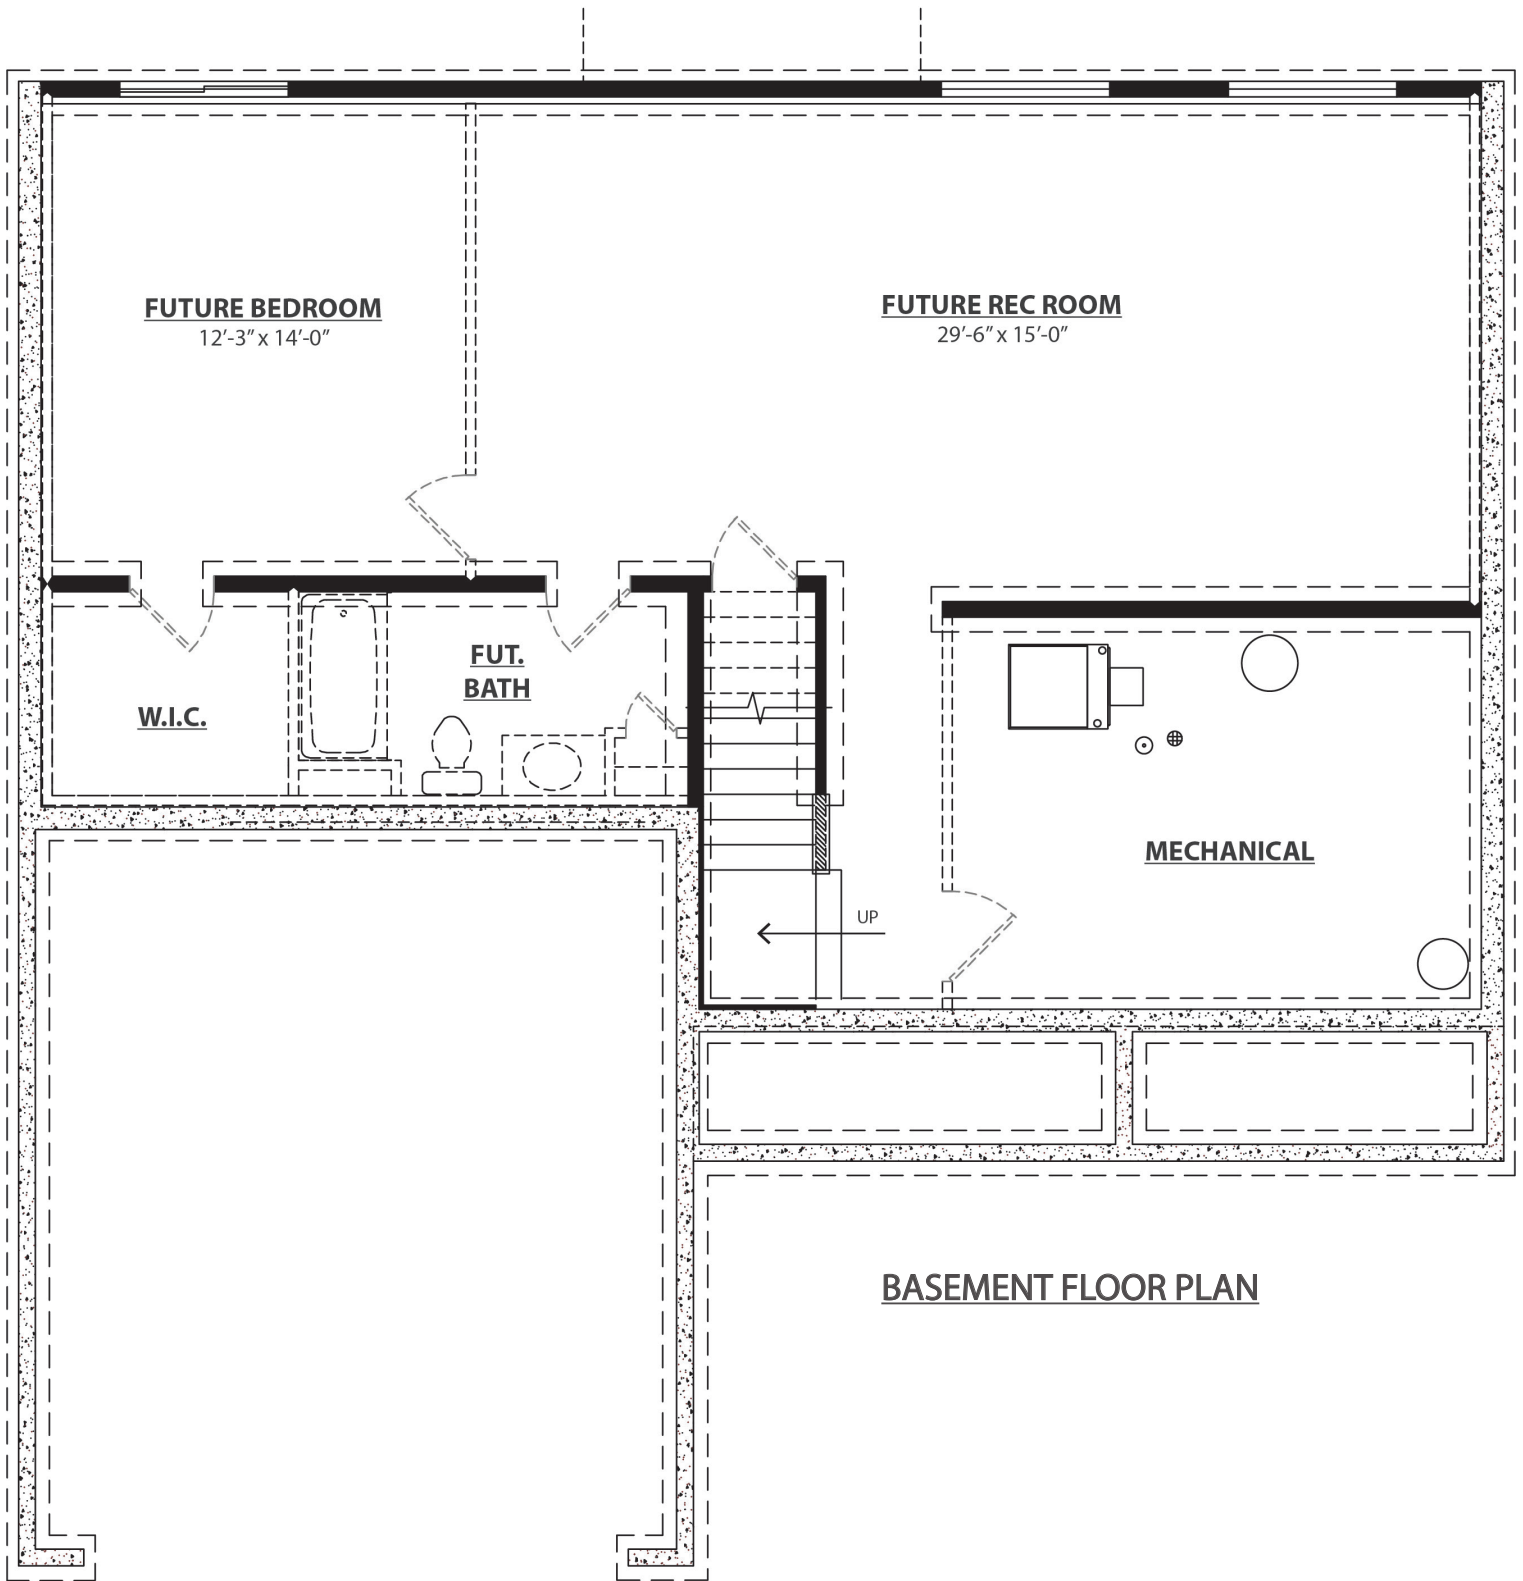 FUTURE BEDROOM
12’-3” x 14’-0”
FUTURE REC ROOM
29’-6” x 15’-0”
FUT.
BATH
W.I.C.
MECHANICAL
UP
BASEMENT FLOOR PLAN